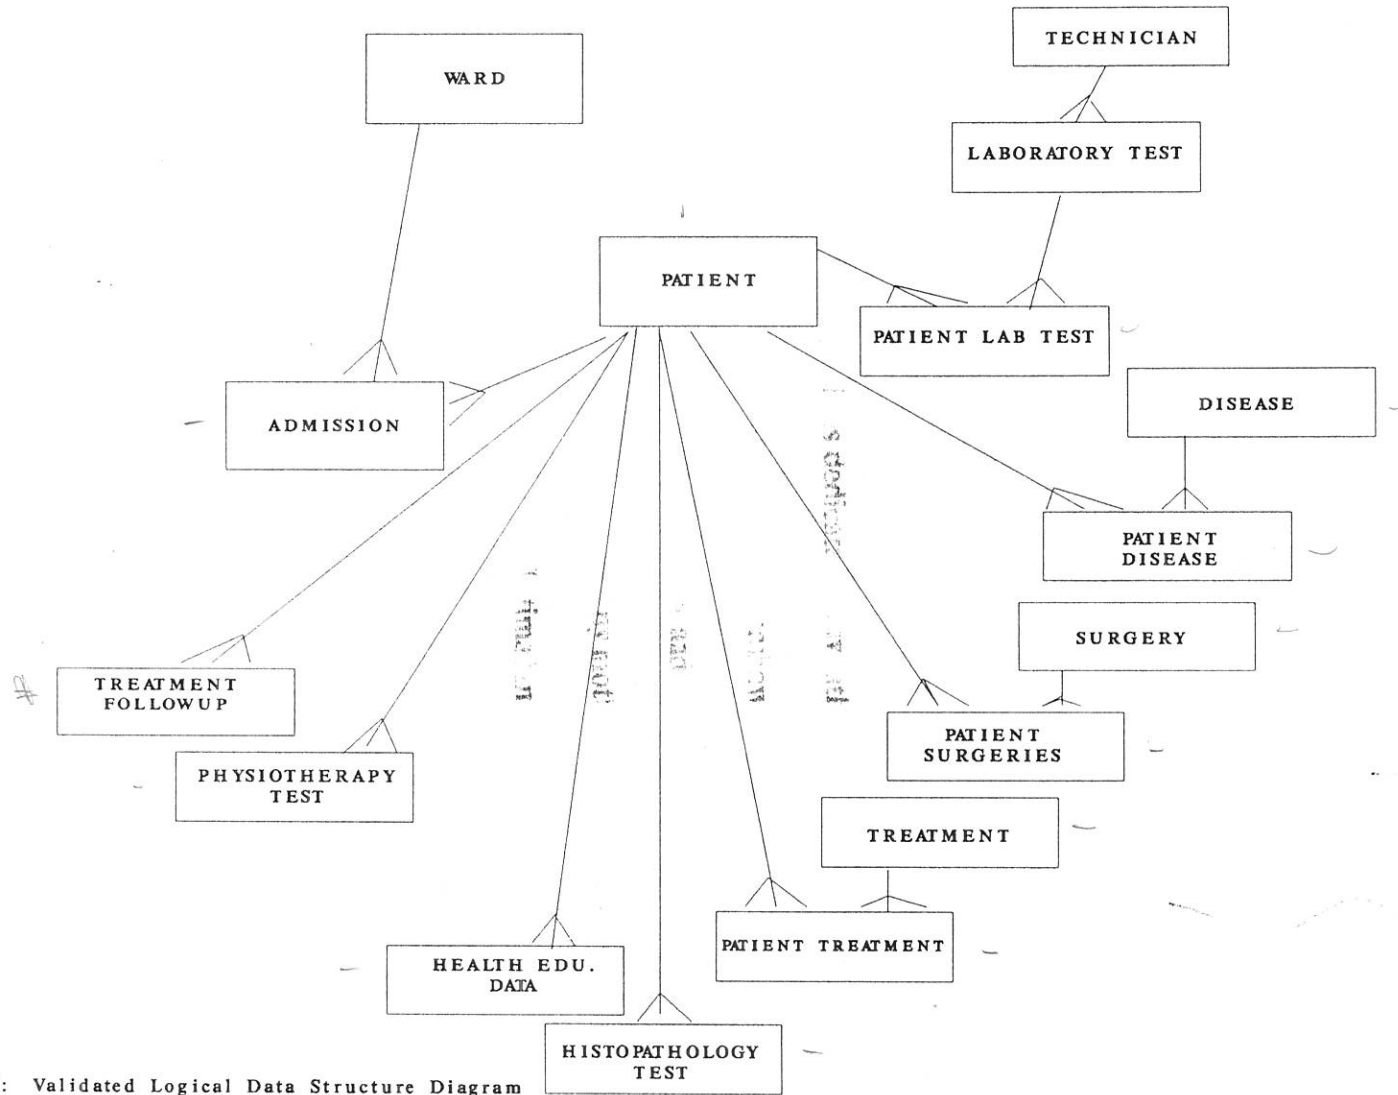 TECHNICIAN
WARD
LABORATORY TEST
PATIENT
PATIENT LAB TEST
DISEASE
ADMISSION
PATIENT
DISEASE
SURGERY
TREATMENT
FOLLOWUP
PATIENT
SURGERIES
PHYSIOTHERAPY
TEST
TREATMENT
PATIENT TREATMENT
HEALTH EDU.
DATA
HISTOPATHOLOGY
TEST
: Validated Logical Data Structure Diagram